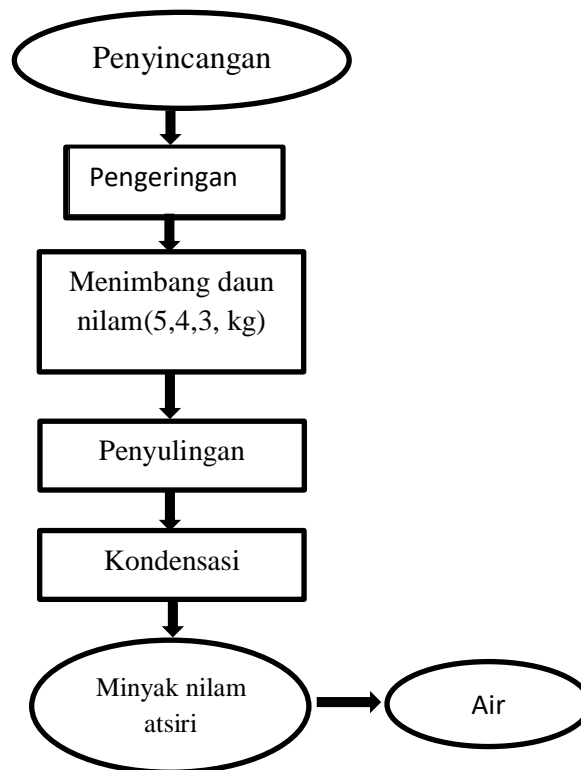 Penyincangan
Pengeringan
Menimbang daun
nilam(5,4,3, kg)
Penyulingan
Kondensasi
Minyak nilam
atsiri
Air